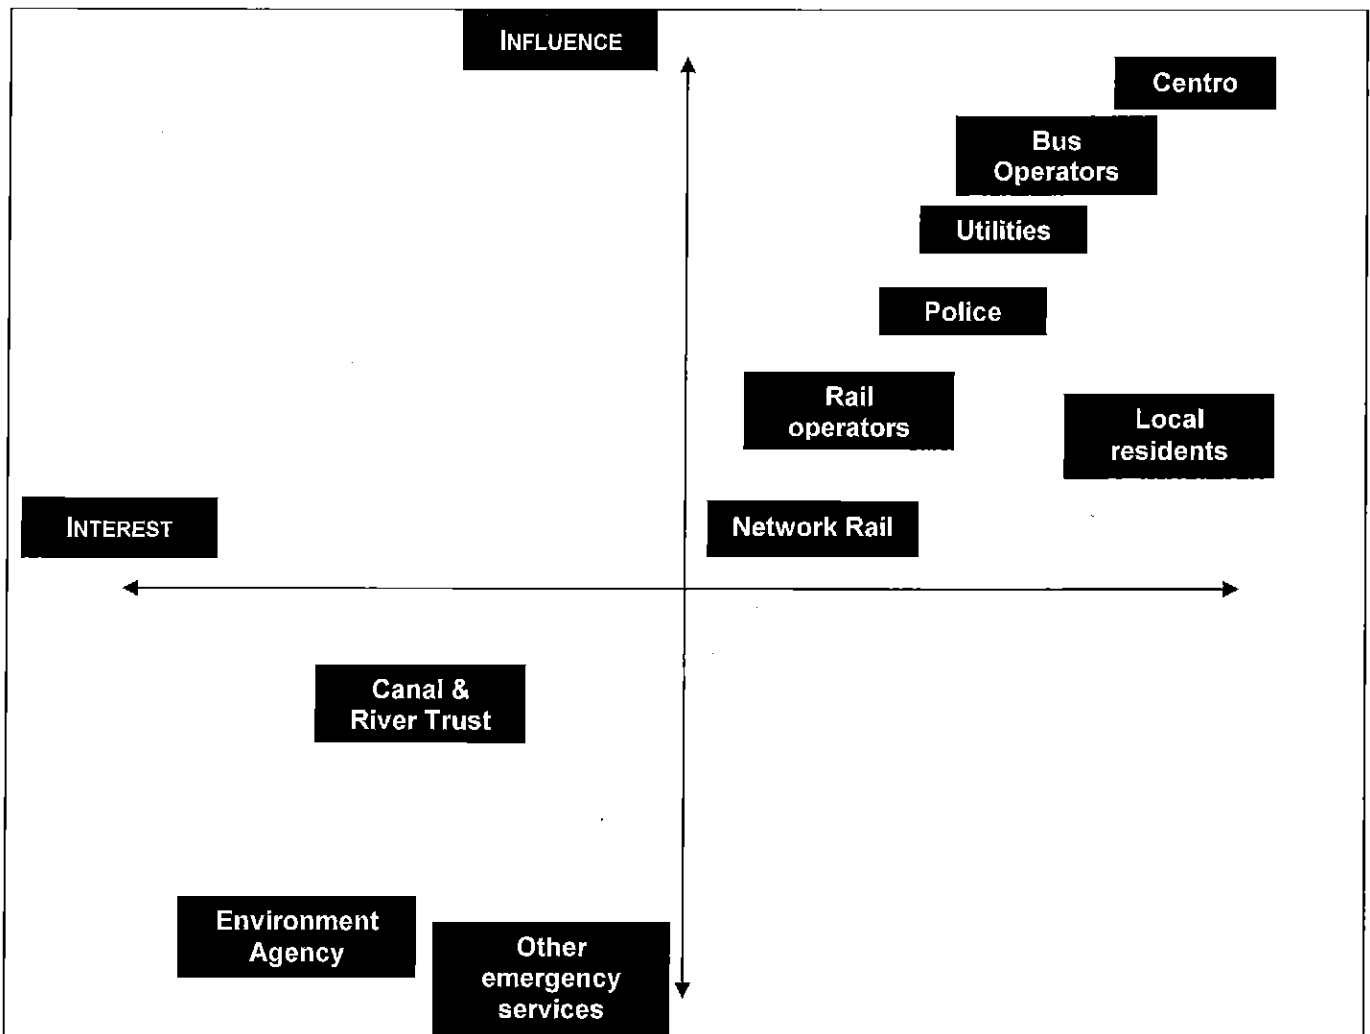 INFLUENCE
Centro
Bus
Operators
Utilities
Police
Rail
operators
Local
residents
INTEREST
Network Rail
Canal &
River Trust
Environment
Agency
Other
emergency
services